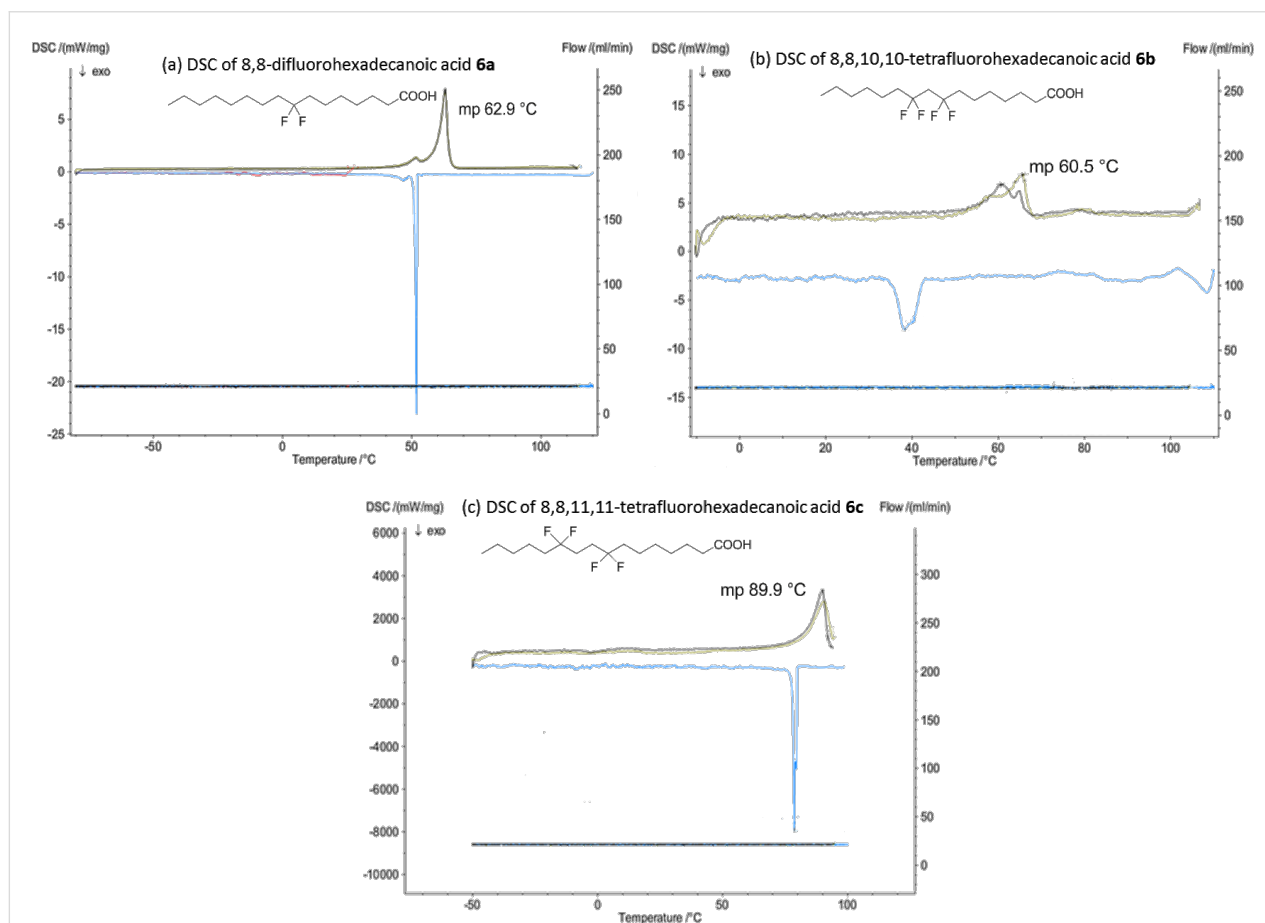 DSC /(mW/mg)
Flow /(ml/min)
↓ exo
(a) DSC of 8,8-difluorohexadecanoic acid 6a
COOH
F F
mp 62.9 °C
5
0
-5
-10
-15
-20
-25
250
200
150
100
50
0
-50
0
50
100
Temperature /°C
DSC /(mW/mg)
Flow /(ml/min)
↓ exo
(b) DSC of 8,8,10,10-tetrafluorohexadecanoic acid 6b
COOH
F F F F
mp 60.5 °C
15
10
5
0
-5
-10
-15
250
200
150
100
50
0
0
20
40
60
80
100
Temperature /°C
DSC /(mW/mg)
(c) DSC of 8,8,11,11-tetrafluorohexadecanoic acid 6c
Flow /(ml/min)
↓ exo
F F
COOH
F F
mp 89.9 °C
6000
4000
2000
0
-2000
-4000
-6000
-8000
-10000
300
250
200
150
100
50
0
-50
0
50
100
Temperature /°C